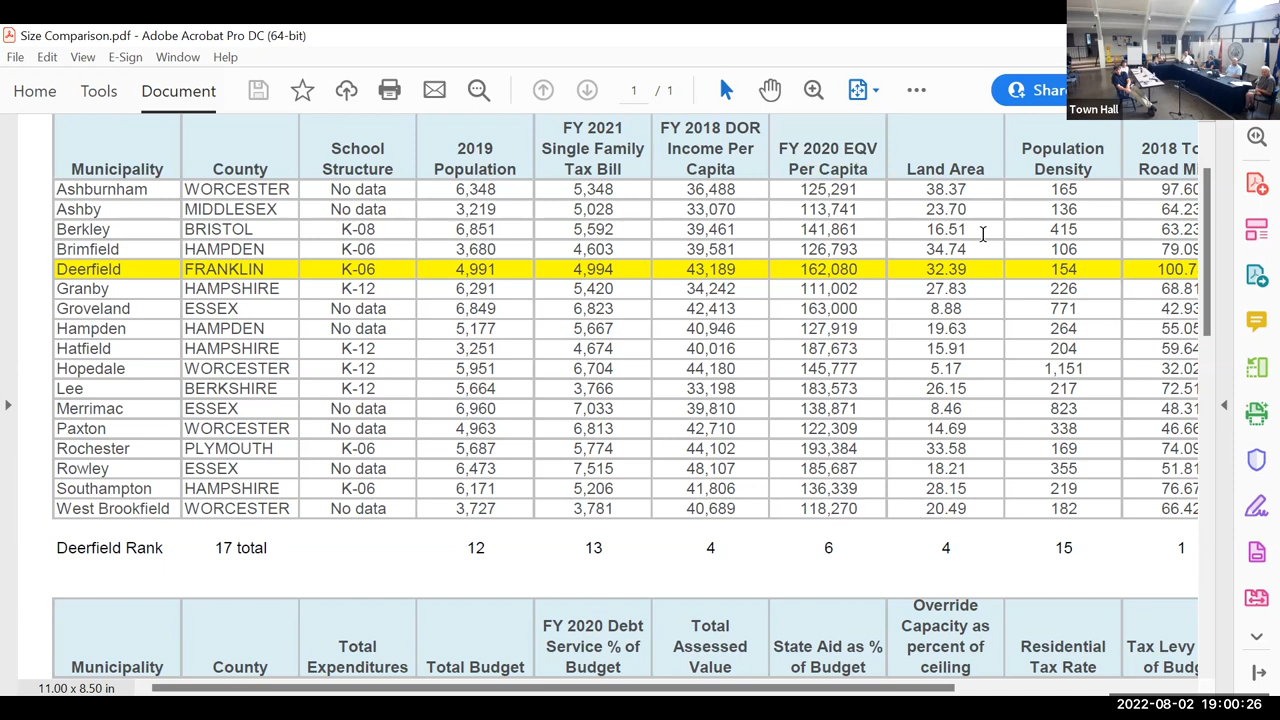 Size Comparison.pdf - Adobe Acrobat Pro DC (64-bit)
File Edit View E-Sign Window Help
Home Tools Document 1 / 1 Shar
Town Hall
Municipality County School Structure 2019 Population FY 2021 Single Family Tax Bill FY 2018 DOR Income Per Capita FY 2020 EQV Per Capita Land Area Population Density 2018 To Road Mi
Ashburnham WORCESTER No data 6,348 5,348 36,488 125,291 38.37 165 97.60
Ashby MIDDLESEX No data 3,219 5,028 33,070 113,741 23.70 136 64.23
Berkley BRISTOL K-08 6,851 5,592 39,461 141,861 16.51 415 63.23
Brimfield HAMPDEN K-06 3,680 4,603 39,581 126,793 34.74 106 79.09
Deerfield FRANKLIN K-06 4,991 4,994 43,189 162,080 32.39 154 100.7
Granby HAMPSHIRE K-12 6,291 5,420 34,242 111,002 27.83 226 68.81
Groveland ESSEX No data 6,849 6,823 42,413 163,000 8.88 771 42.93
Hampden HAMPDEN No data 5,177 5,667 40,946 127,919 19.63 264 55.05
Hatfield HAMPSHIRE K-12 3,251 4,674 40,016 187,673 15.91 204 59.64
Hopedale WORCESTER K-12 5,951 6,704 44,180 145,777 5.17 1,151 32.02
Lee BERKSHIRE K-12 5,664 3,766 33,198 183,573 26.15 217 72.51
Merrimac ESSEX No data 6,960 7,033 39,810 138,871 8.46 823 48.31
Paxton WORCESTER No data 4,963 6,813 42,710 122,309 14.69 338 46.66
Rochester PLYMOUTH K-06 5,687 5,774 44,102 193,384 33.58 169 74.09
Rowley ESSEX No data 6,473 7,515 48,107 185,687 18.21 355 51.81
Southampton HAMPSHIRE K-06 6,171 5,206 41,806 136,339 28.15 219 76.67
West Brookfield WORCESTER No data 3,727 3,781 40,689 118,270 20.49 182 66.42
Deerfield Rank 17 total 12 13 4 6 4 15 1
Municipality County Total Expenditures Total Budget FY 2020 Debt Service % of Budget Total Assessed Value State Aid as % of Budget Override Capacity as percent of ceiling Residential Tax Rate Tax Levy of Budg
11.00 x 8.50 in
2022-08-02 19:00:26